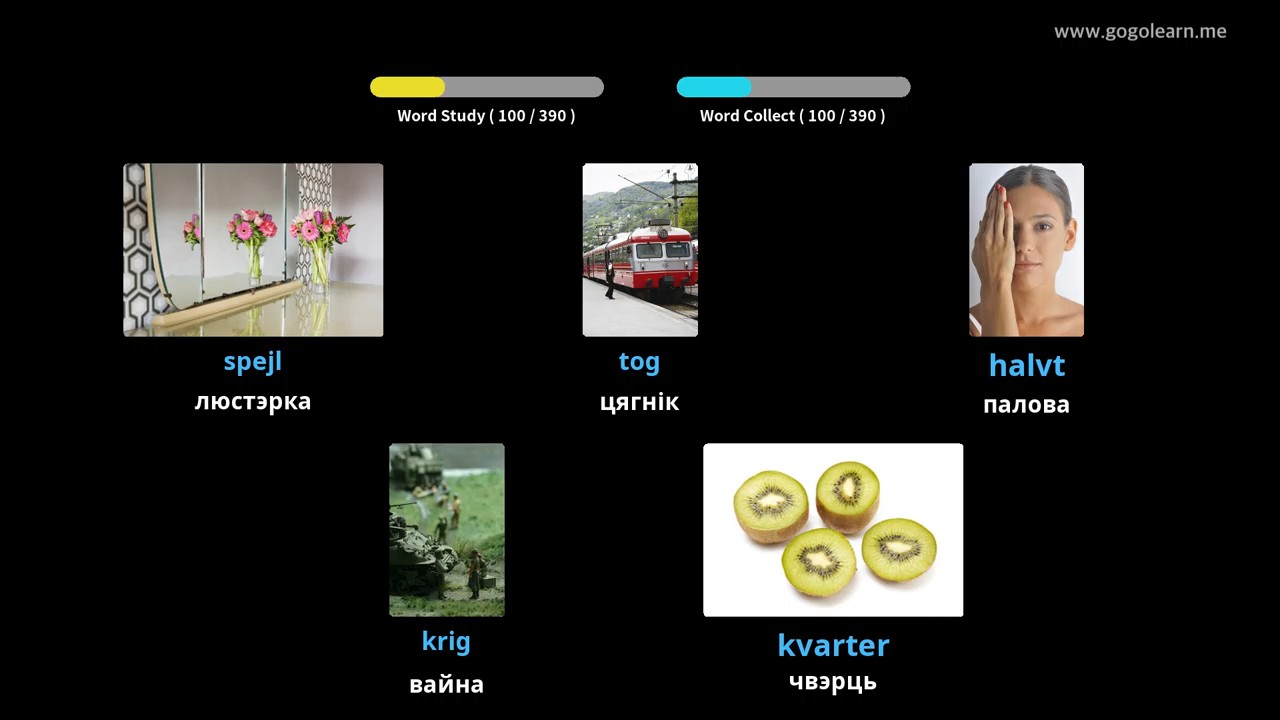 www.gogolearn.me
Word Study ( 100 / 390 )
Word Collect ( 100 / 390 )
spejl
люстэрка
tog
цягнік
halvt
палова
krig
вайна
kvarter
чвэрць